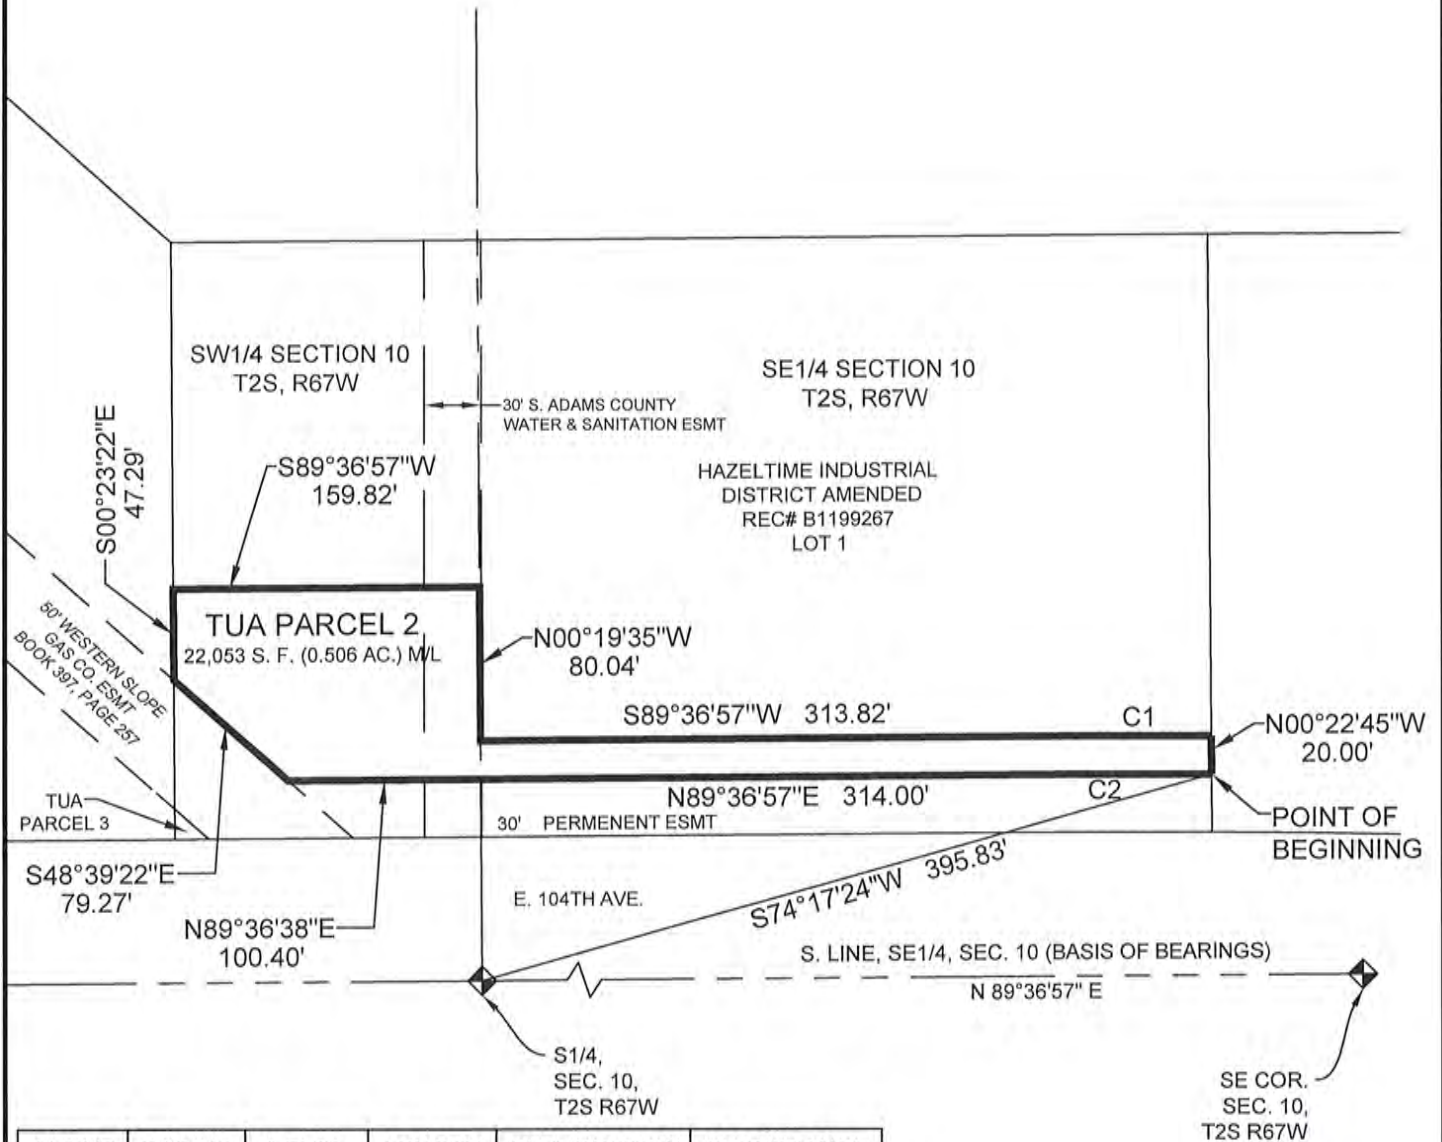 SW1/4 SECTION 10
T2S, R67W
SE1/4 SECTION 10
T2S, R67W
30' S. ADAMS COUNTY
WATER & SANITATION ESMT
S00°23'22"E
47.29'
S89°36'57"W
159.82'
HAZELTIME INDUSTRIAL
DISTRICT AMENDED
REC# B1199267
LOT 1
50' WESTERN SLOPE
GAS CO. ESMT
BOOK 397, PAGE 257
TUA PARCEL 2
22,053 S. F. (0.506 AC.) M/L
N00°19'35"W
80.04'
S89°36'57"W 313.82'
C1
N00°22'45"W
20.00'
N89°36'57"E 314.00'
C2
TUA
PARCEL 3
30' PERMENENT ESMT
POINT OF
BEGINNING
S48°39'22"E
79.27'
N89°36'38"E
100.40'
E. 104TH AVE.
S74°17'24"W 395.83'
S. LINE, SE1/4, SEC. 10 (BASIS OF BEARINGS)
N 89°36'57" E
S1/4,
SEC. 10,
T2S R67W
SE COR.
SEC. 10,
T2S R67W